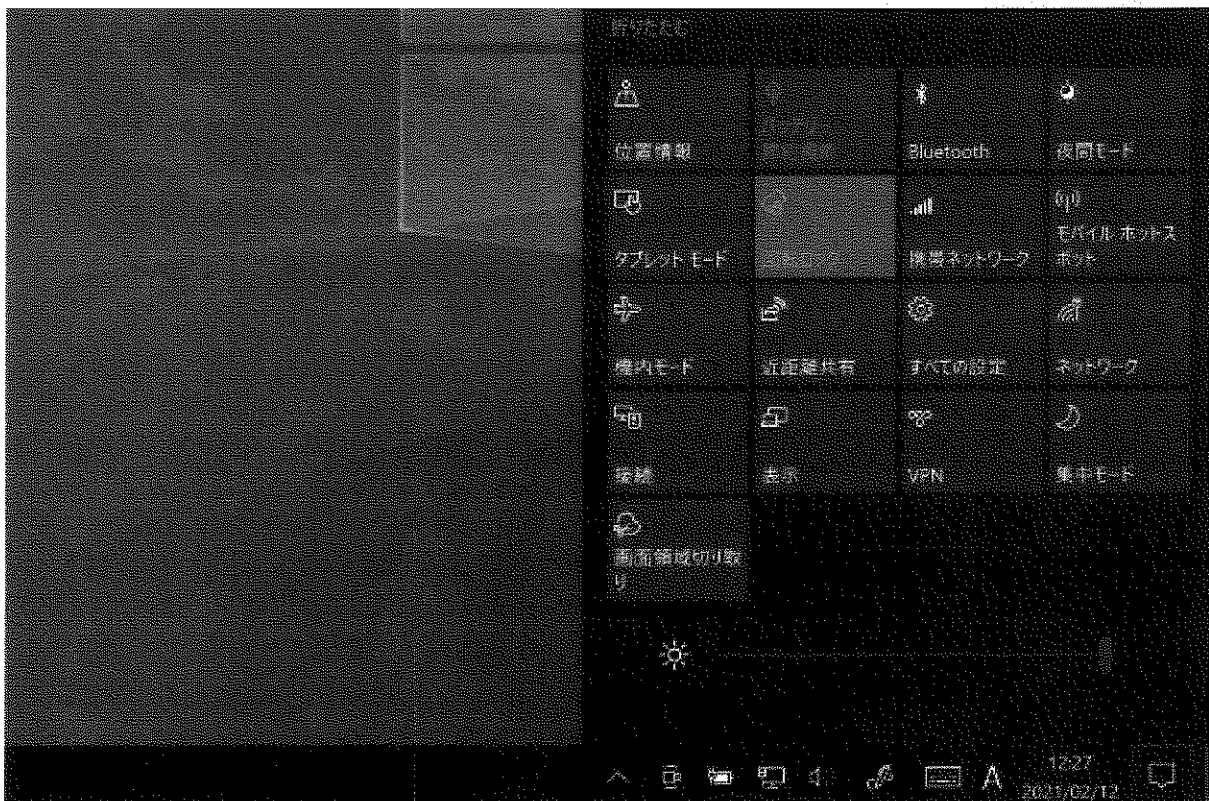 折りたたむ
位置情報
Bluetooth
夜間モード
タブレット モード
携帯ネットワーク
モバイル ホットス
ポット
機内モード
近距離共有
すべての設定
ネットワーク
接続
表示
VPN
集中モード
画面領域切り取
り
A
12:27
2021/02/12